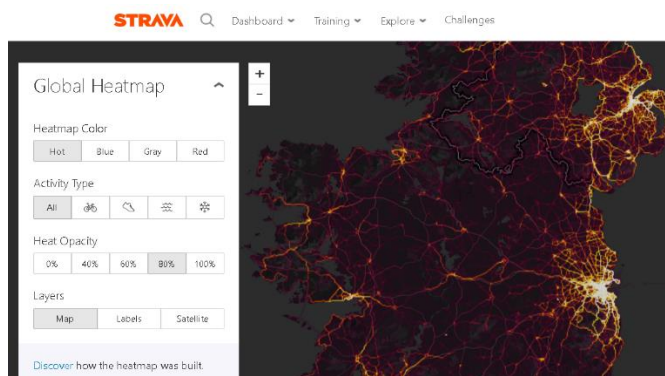 STRAVA Dashboard Training Explore Challenges
Global Heatmap
+
-
Heatmap Color
Hot Blue Gray Red
Activity Type
All
Heat Opacity
0% 40% 60% 80% 100%
Layers
Map Labels Satellite
Discover how the heatmap was built.